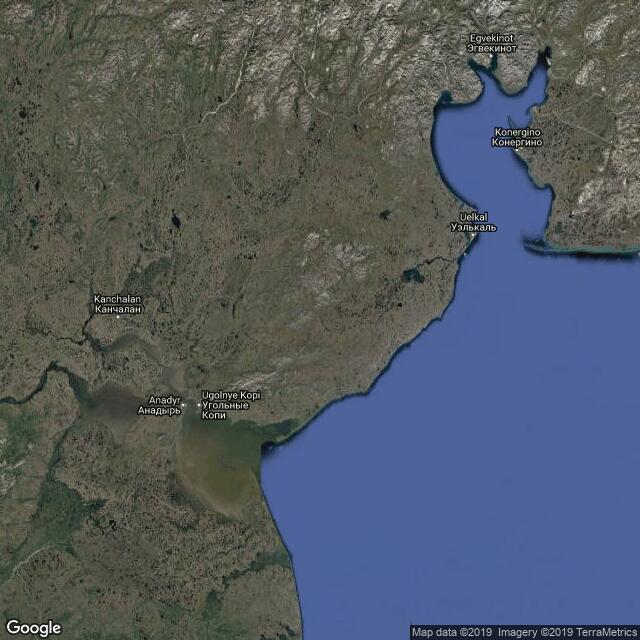 Egvekinot
Эгвекинот
Konergino
Конергино
Uelkal
Уэлькаль
Kanchalan
Канчалан
Anadyr
Анадырь
Ugolnye Kopi
Угольные
Копи
Google
Map data ©2019 Imagery ©2019 TerraMetrics